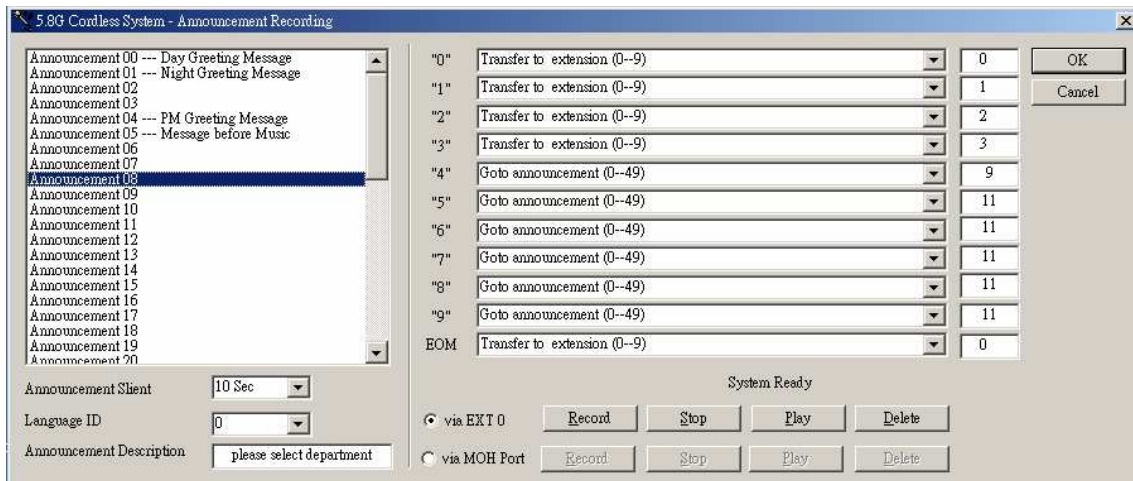 5.8G Cordless System - Announcement Recording
Announcement 00 --- Day Greeting Message
Announcement 01 --- Night Greeting Message
Announcement 02
Announcement 03
Announcement 04 --- PM Greeting Message
Announcement 05 --- Message before Music
Announcement 06
Announcement 07
Announcement 08
Announcement 09
Announcement 10
Announcement 11
Announcement 12
Announcement 13
Announcement 14
Announcement 15
Announcement 16
Announcement 17
Announcement 18
Announcement 19
Announcement 20
Announcement Slient 10 Sec
Language ID 0
Announcement Description please select department
"0" Transfer to extension (0--9) 0
"1" Transfer to extension (0--9) 1
"2" Transfer to extension (0--9) 2
"3" Transfer to extension (0--9) 3
"4" Goto announcement (0--49) 9
"5" Goto announcement (0--49) 11
"6" Goto announcement (0--49) 11
"7" Goto announcement (0--49) 11
"8" Goto announcement (0--49) 11
"9" Goto announcement (0--49) 11
EOM Transfer to extension (0--9) 0
System Ready
via EXT 0 Record Stop Play Delete
via MOH Port Record Stop Play Delete
OK
Cancel